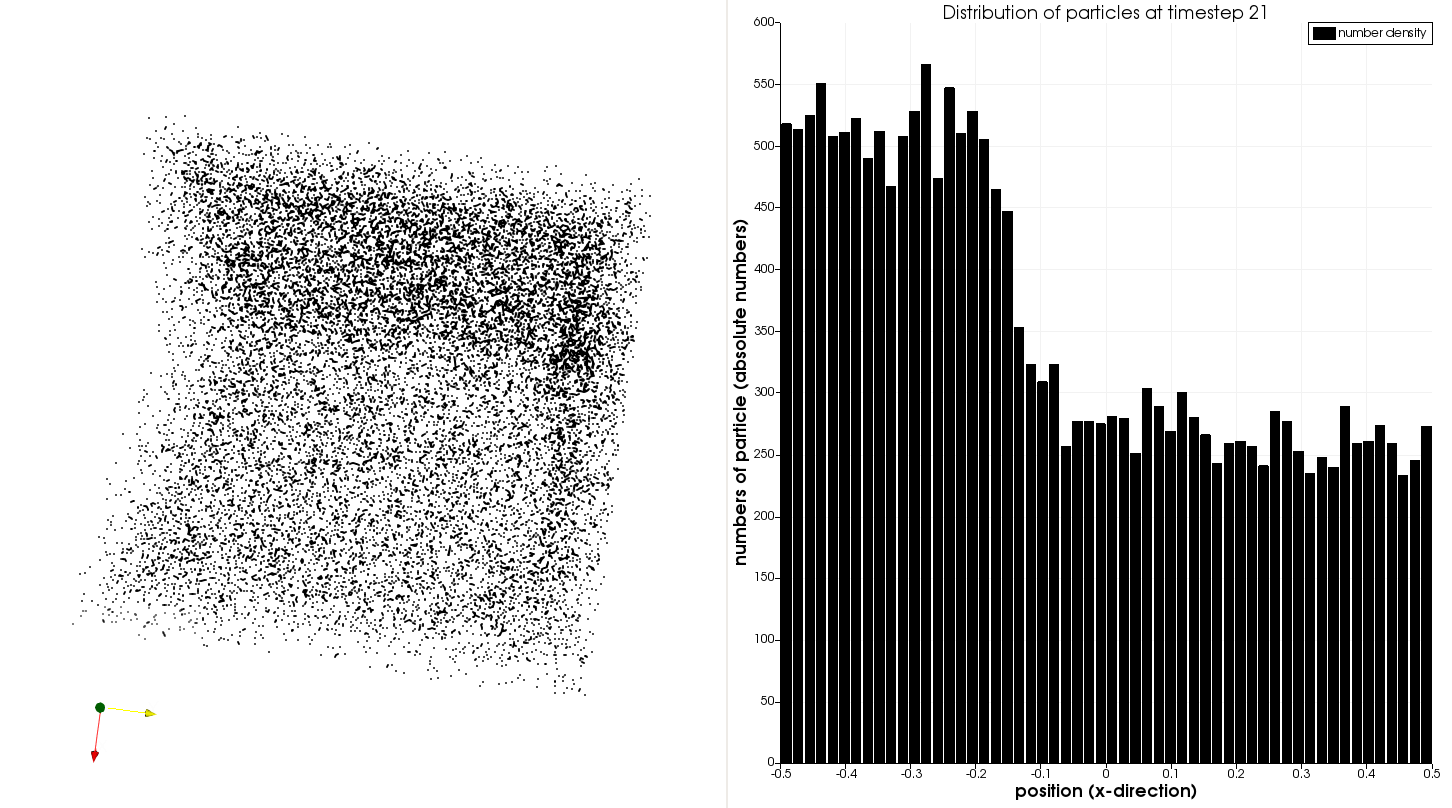 Distribution of particles at timestep 21
number density
600
550
500
450
400
350
300
250
200
150
100
50
0
numbers of particle (absolute numbers)
-0.5 -0.4 -0.3 -0.2 -0.1 0 0.1 0.2 0.3 0.4 0.5
position (x-direction)